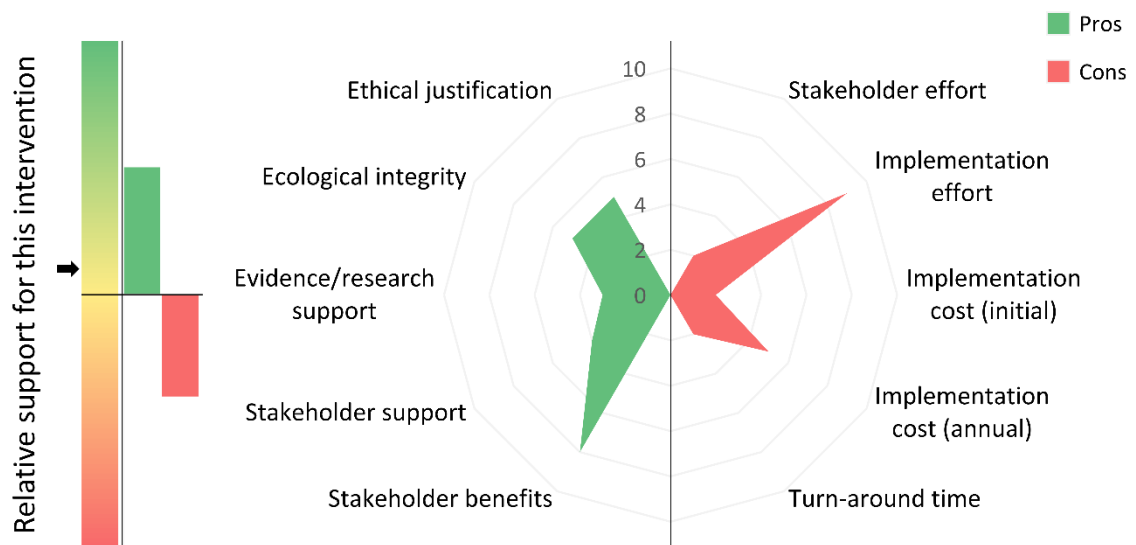 Relative support for this intervention
Pros
Cons
10
8
6
4
2
0
Ethical justification
Ecological integrity
Evidence/research
support
Stakeholder support
Stakeholder benefits
Stakeholder effort
Implementation
effort
Implementation
cost (initial)
Implementation
cost (annual)
Turn-around time